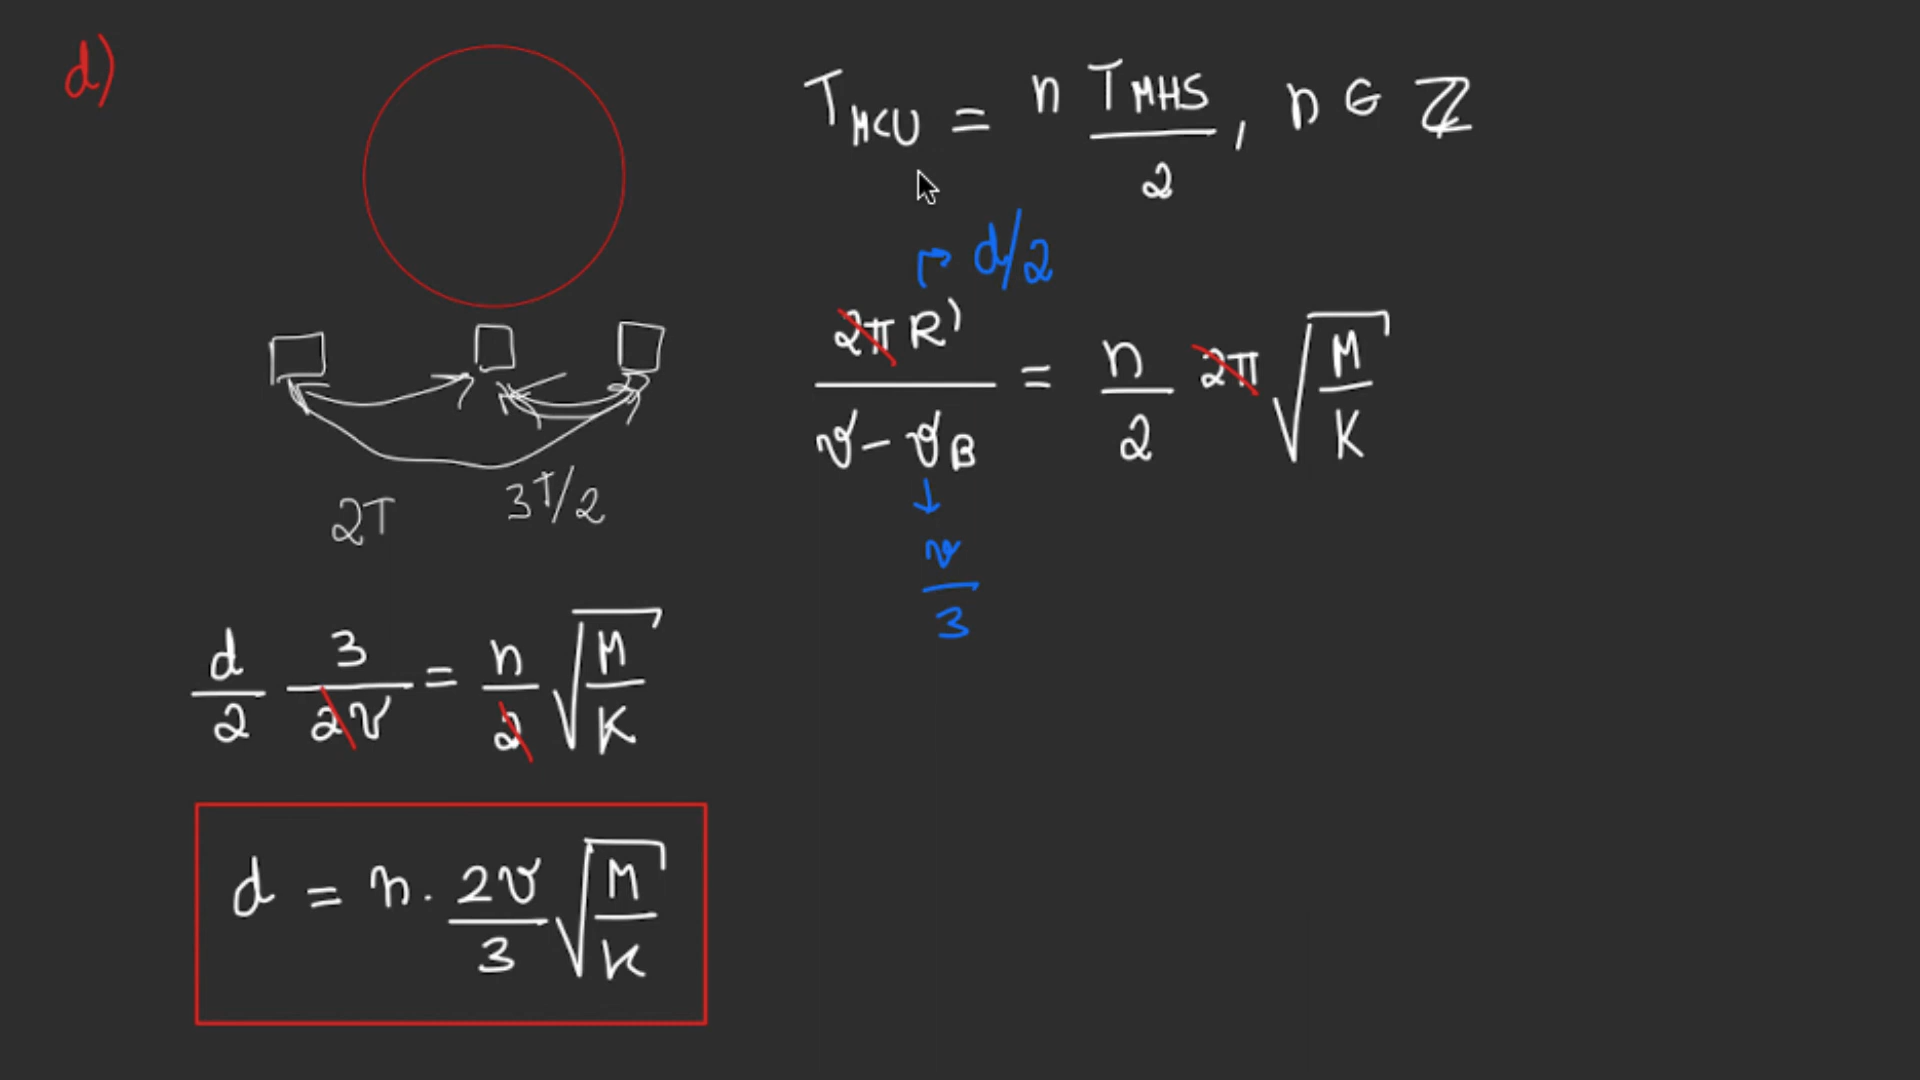 d)
T_MCU = n T_MHS / 2 , n ∈ ℤ
→ d/2
2π R' / (v - v_B) = n/2 2π √(M/K)
↓
v/3
2T 3T/2
d/2 3/2v = n/2 √(M/K)
d = n · 2v/3 √(M/K)